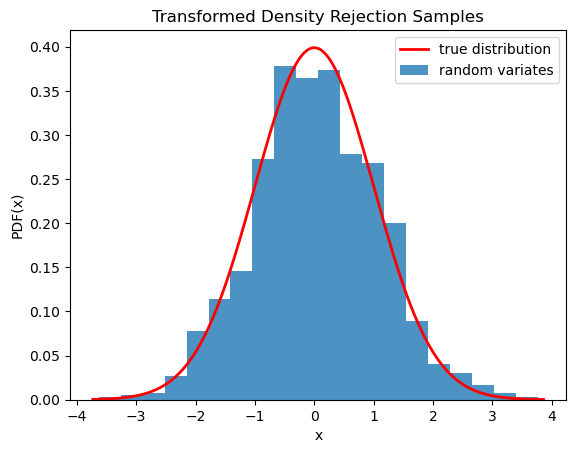 Transformed Density Rejection Samples
true distribution
random variates
PDF(x)
0.40
0.35
0.30
0.25
0.20
0.15
0.10
0.05
0.00
−4 −3 −2 −1 0 1 2 3 4
x